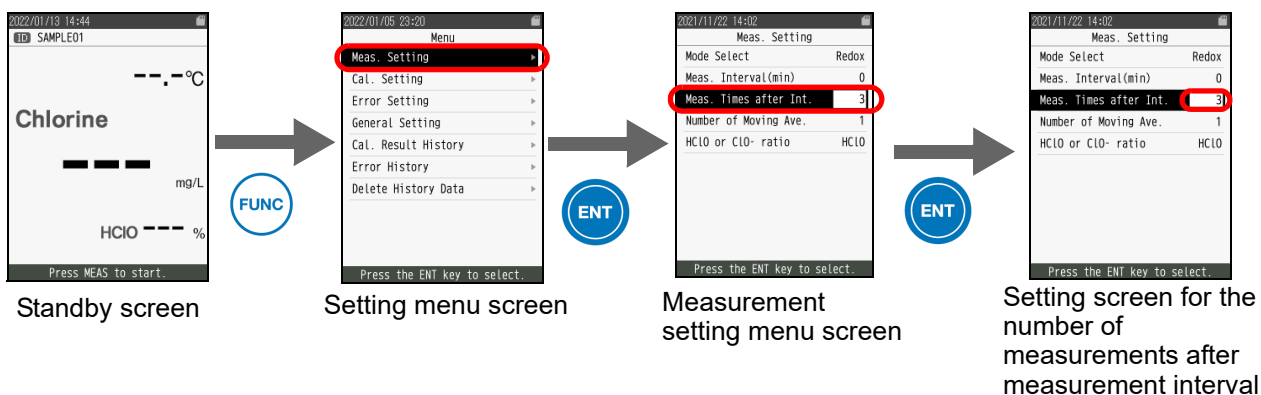 2022/01/13 14:44
ID SAMPLE01
--.-°C
Chlorine
---
mg/L
HClO --- %
Press MEAS to start.
Standby screen
FUNC
2022/01/05 23:20
Menu
Meas. Setting
Cal. Setting
Error Setting
General Setting
Cal. Result History
Error History
Delete History Data
Press the ENT key to select.
Setting menu screen
ENT
2021/11/22 14:02
Meas. Setting
Mode Select Redox
Meas. Interval(min) 0
Meas. Times after Int. 3
Number of Moving Ave. 1
HClO or ClO- ratio HClO
Press the ENT key to select.
Measurement
setting menu screen
ENT
2021/11/22 14:02
Meas. Setting
Mode Select Redox
Meas. Interval(min) 0
Meas. Times after Int. 3
Number of Moving Ave. 1
HClO or ClO- ratio HClO
Press the ENT key to select.
Setting screen for the
number of
measurements after
measurement interval